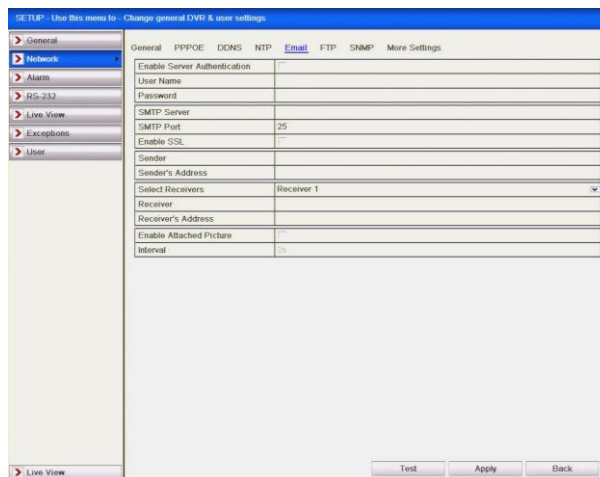 SETUP - Use this menu to - Change general DVR & user settings
General
Network
Alarm
RS-232
Live View
Exceptions
User
General PPPOE DDNS NTP Email FTP SNMP More Settings
Enable Server Authentication
User Name
Password
SMTP Server
SMTP Port 25
Enable SSL
Sender
Sender's Address
Select Receivers Receiver 1
Receiver
Receiver's Address
Enable Attached Picture
Interval 2s
Live View
Test Apply Back